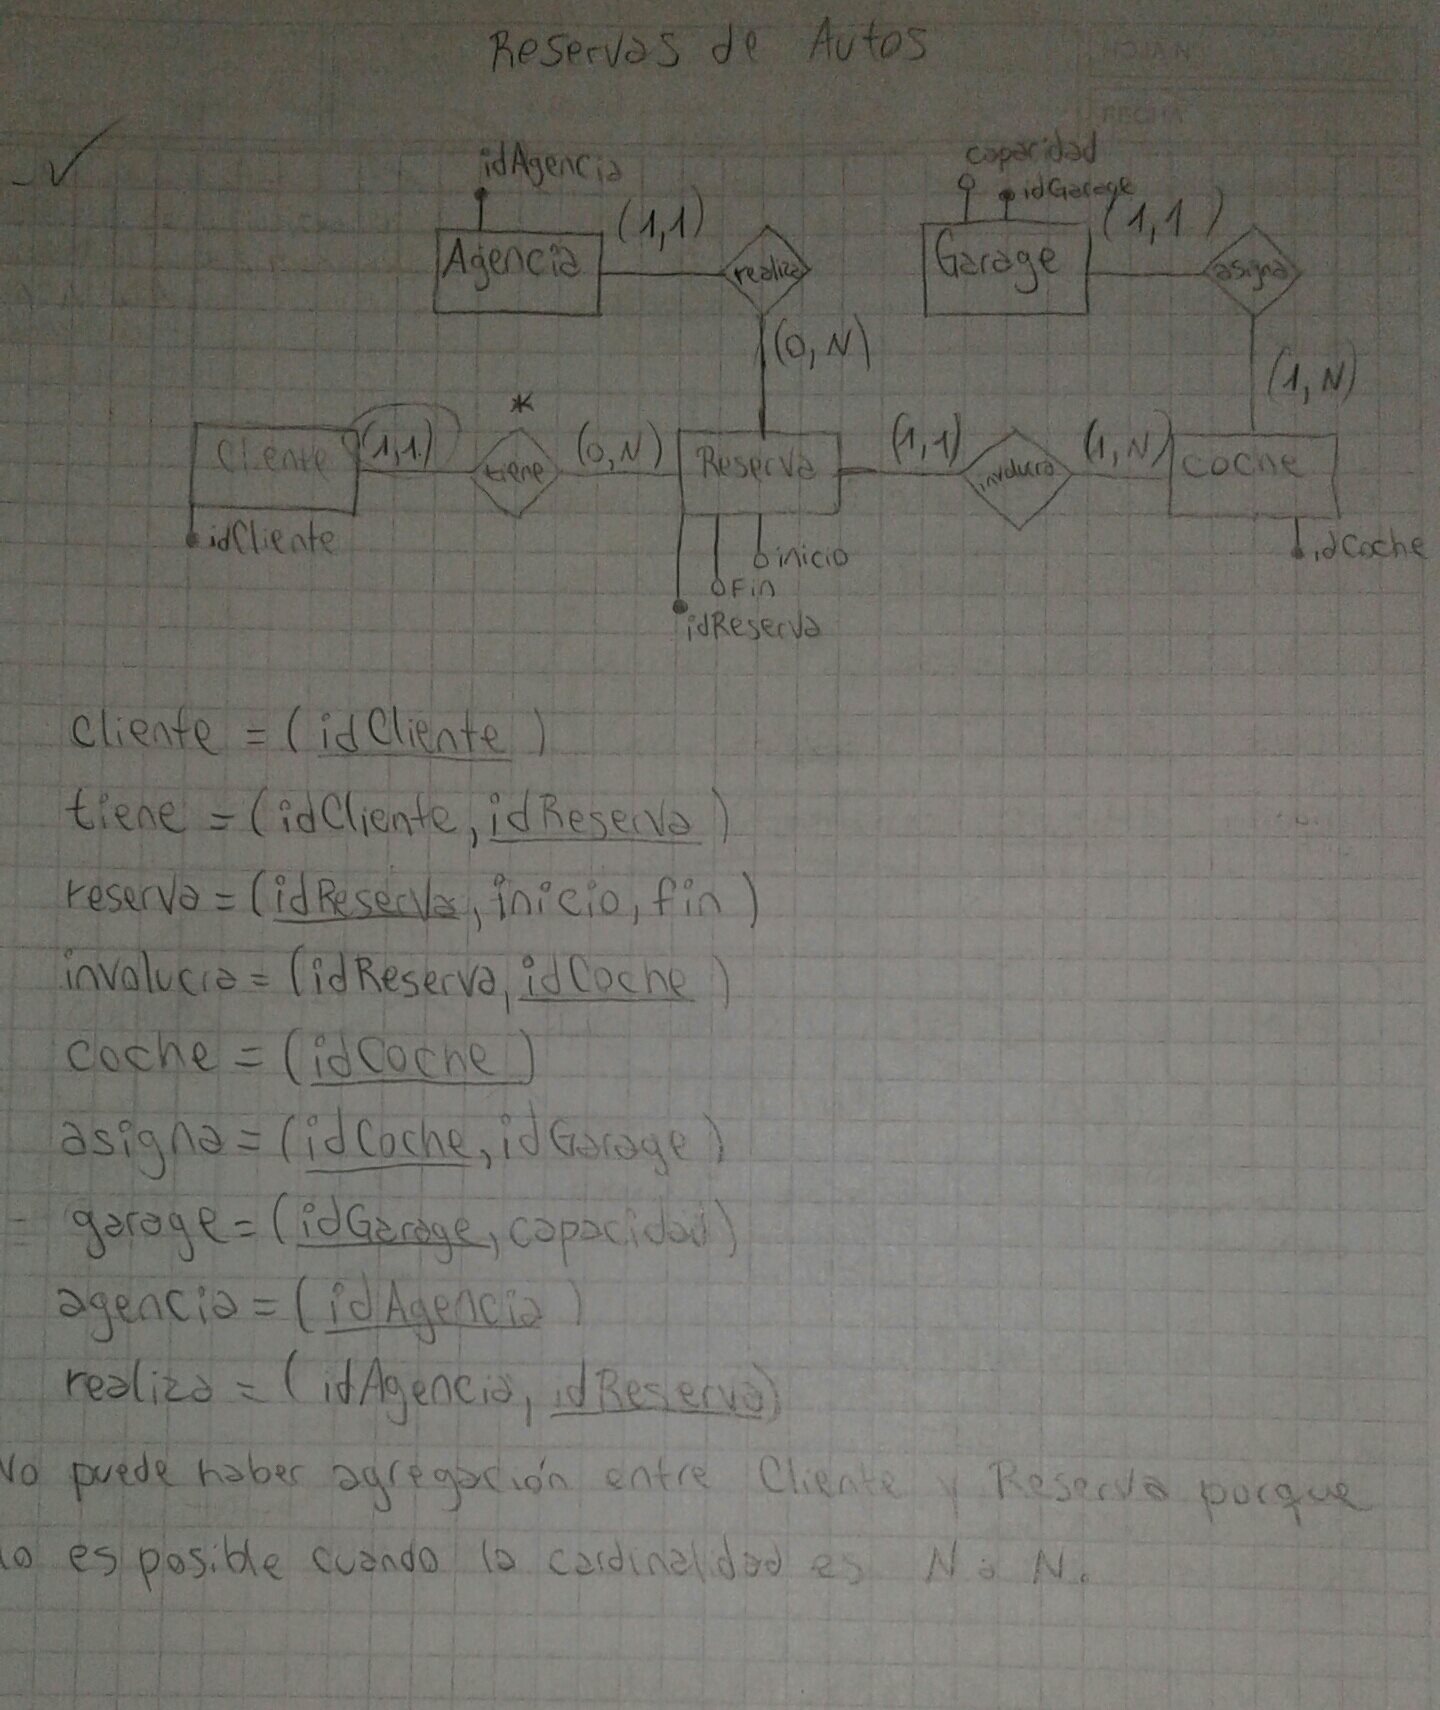 Reservas de Autos
HOJA N
FECHA
idAgencia
capacidad
idGarage
(1,1)
(1,1)
Agencia
realiza
Garage
asigna
(0,N)
(1,N)
*
Cliente
(1,1)
tiene
(0,N)
Reserva
(1,1)
involucra
(1,N)
coche
idCliente
inicio
idCoche
Fin
idReserva
cliente = (idCliente)
tiene = (idCliente, idReserva)
reserva = (idReserva, inicio, fin)
involucra = (idReserva, idCoche)
coche = (idCoche)
asigna = (idCoche, idGarage)
garage = (idGarage, capacidad)
agencia = (idAgencia)
realiza = (idAgencia, idReserva)
No puede haber agregación entre Cliente y Reserva porque
es posible cuando la cardinalidad es N a N.